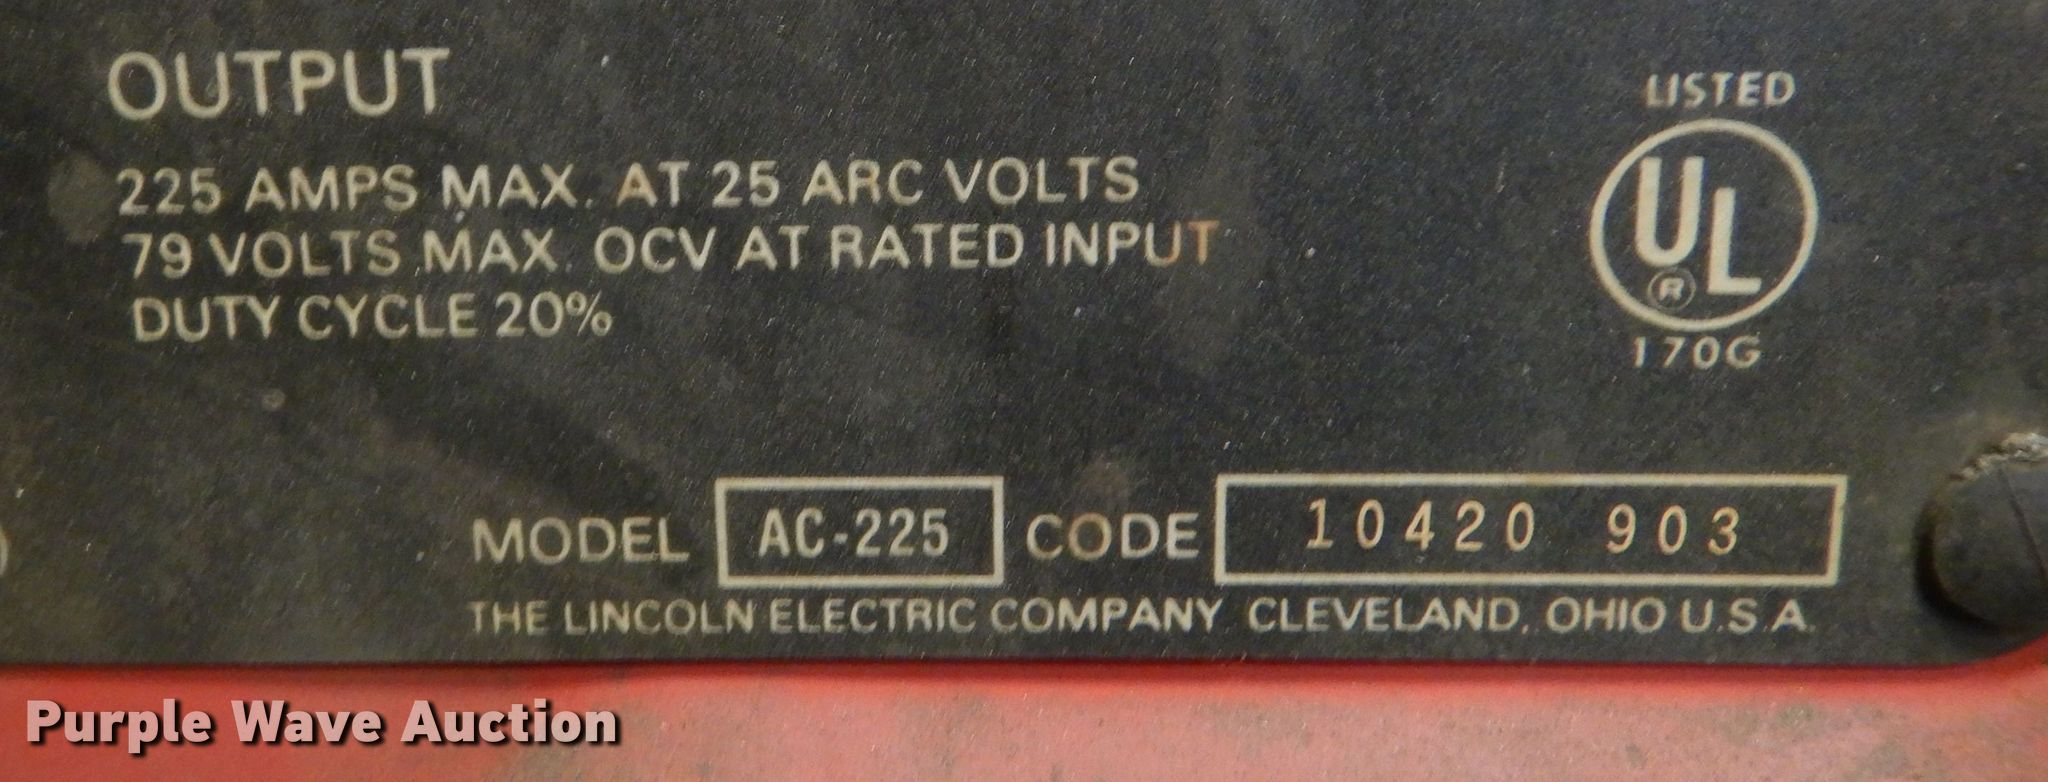 OUTPUT
225 AMPS MAX. AT 25 ARC VOLTS
79 VOLTS MAX. OCV AT RATED INPUT
DUTY CYCLE 20%
LISTED
UL
®
170G
MODEL AC-225 CODE 10420 903
THE LINCOLN ELECTRIC COMPANY CLEVELAND, OHIO U.S.A.
Purple Wave Auction